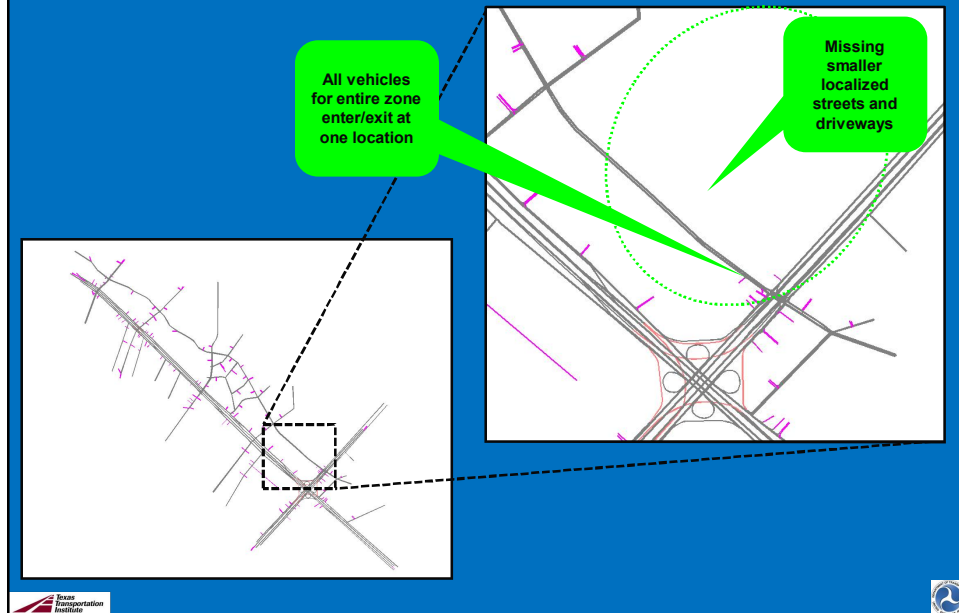 All vehicles
for entire zone
enter/exit at
one location
Missing
smaller
localized
streets and
driveways
Texas
Transportation
Institute